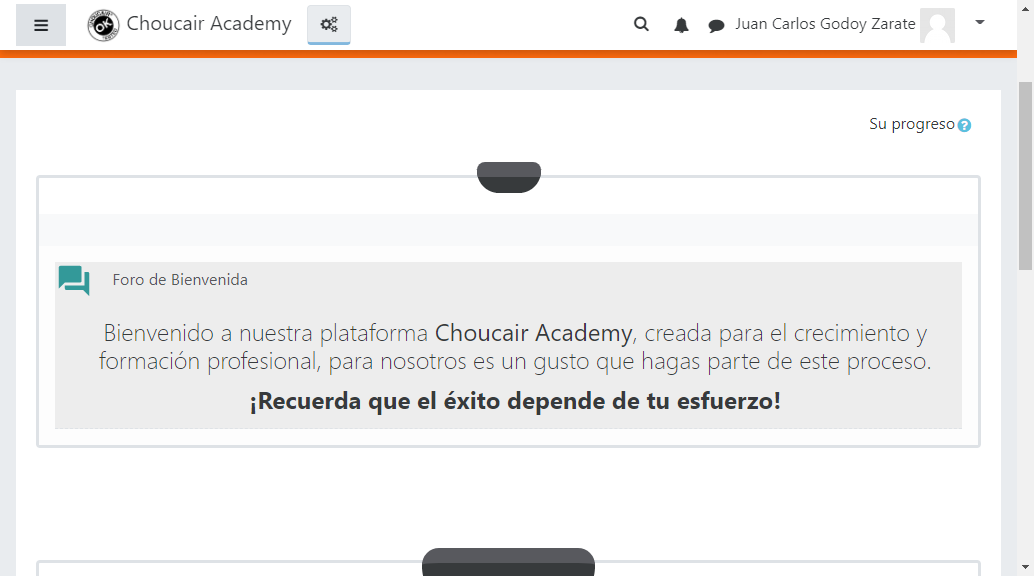 Choucair Academy
Juan Carlos Godoy Zarate
Su progreso
Foro de Bienvenida
Bienvenido a nuestra plataforma Choucair Academy, creada para el crecimiento y
formación profesional, para nosotros es un gusto que hagas parte de este proceso.
¡Recuerda que el éxito depende de tu esfuerzo!